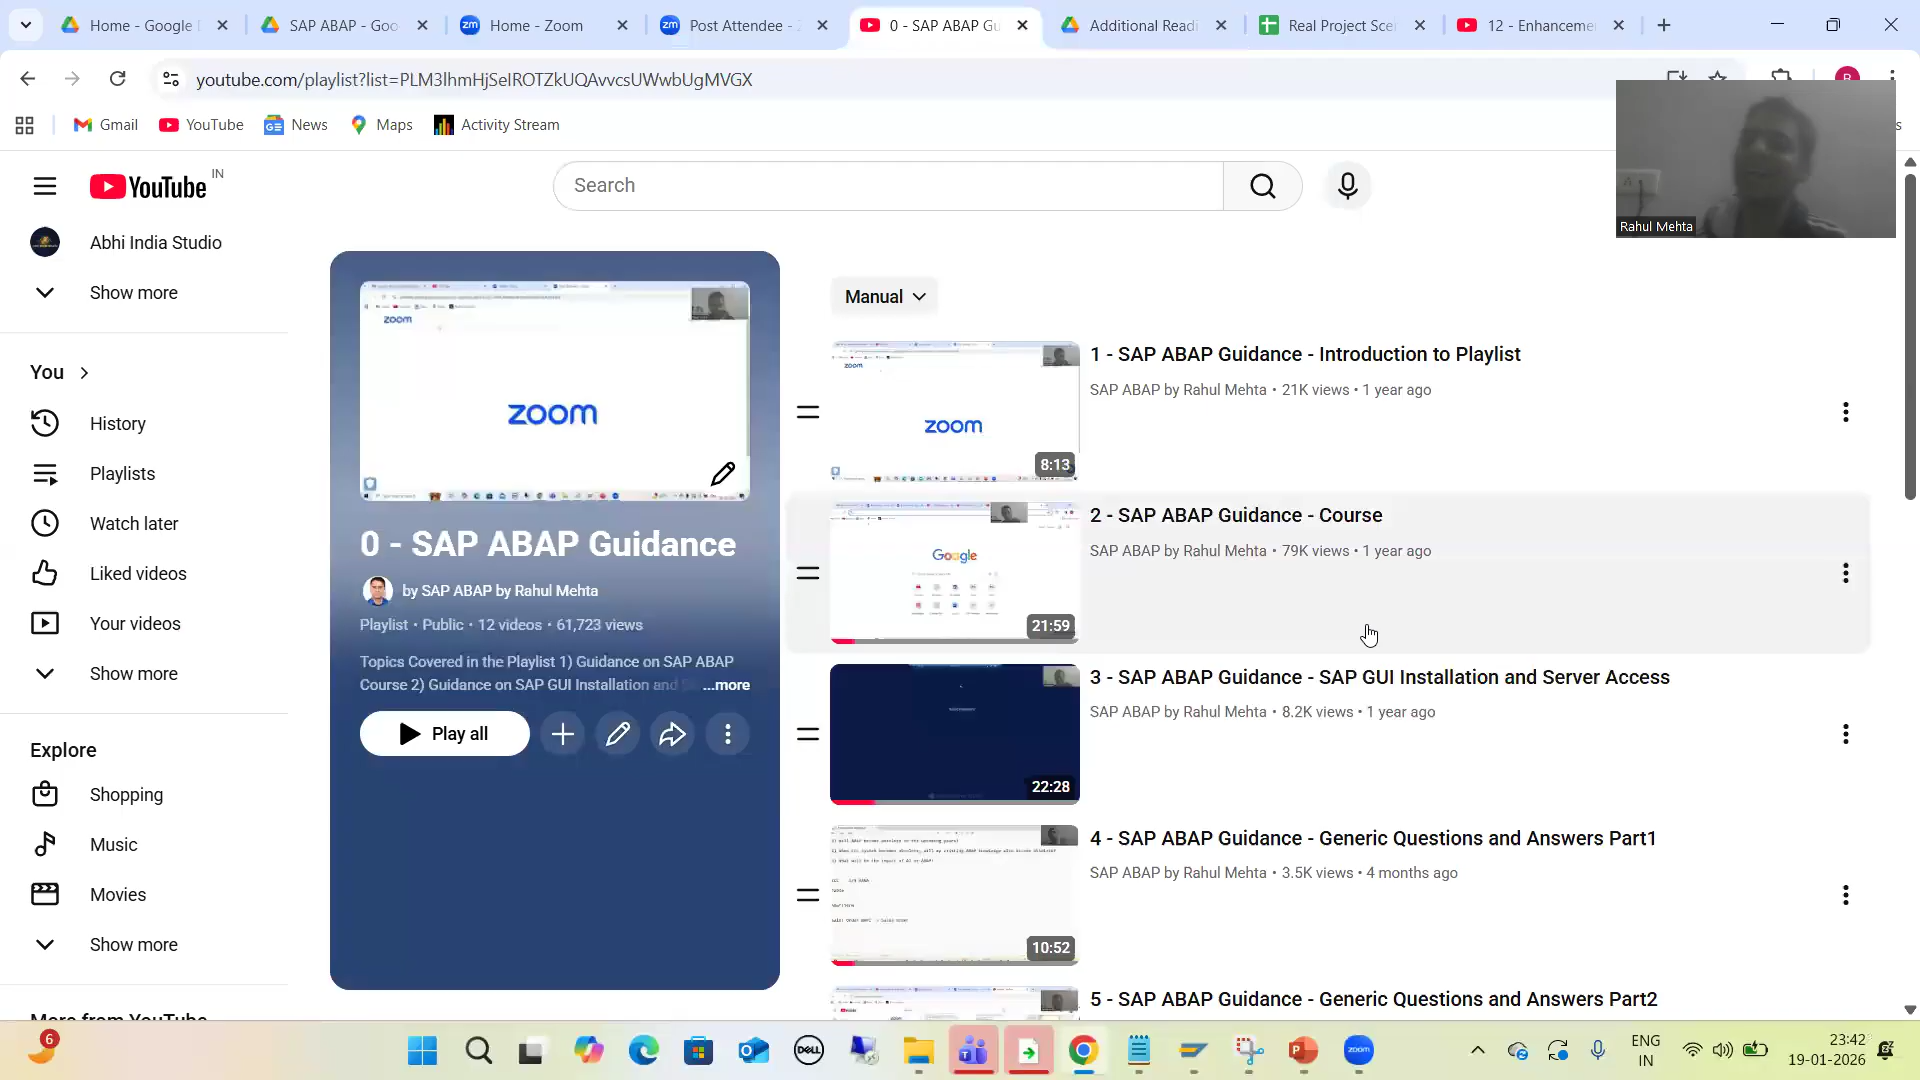 Home - Google
SAP ABAP - Goo
Home - Zoom
Post Attendee -
0 - SAP ABAP Gu
Additional Readi
Real Project Scen
12 - Enhancemen
youtube.com/playlist?list=PLM3lhmHjSeIROTZkUQAvvcsUWwbUgMVGX
Gmail
YouTube
News
Maps
Activity Stream
YouTube IN
Search
Rahul Mehta
Abhi India Studio
Show more
You
History
Playlists
Watch later
Liked videos
Your videos
Show more
Explore
Shopping
Music
Movies
Show more
zoom
zoom
0 - SAP ABAP Guidance
by SAP ABAP by Rahul Mehta
Playlist • Public • 12 videos • 61,723 views
Topics Covered in the Playlist 1) Guidance on SAP ABAP
Course 2) Guidance on SAP GUI Installation and ...more
Play all
Manual
zoom
zoom
8:13
1 - SAP ABAP Guidance - Introduction to Playlist
SAP ABAP by Rahul Mehta • 21K views • 1 year ago
Google
21:59
2 - SAP ABAP Guidance - Course
SAP ABAP by Rahul Mehta • 79K views • 1 year ago
22:28
3 - SAP ABAP Guidance - SAP GUI Installation and Server Access
SAP ABAP by Rahul Mehta • 8.2K views • 1 year ago
10:52
4 - SAP ABAP Guidance - Generic Questions and Answers Part1
SAP ABAP by Rahul Mehta • 3.5K views • 4 months ago
5 - SAP ABAP Guidance - Generic Questions and Answers Part2
6
DELL
zoom
ENG
IN
23:42
19-01-2026